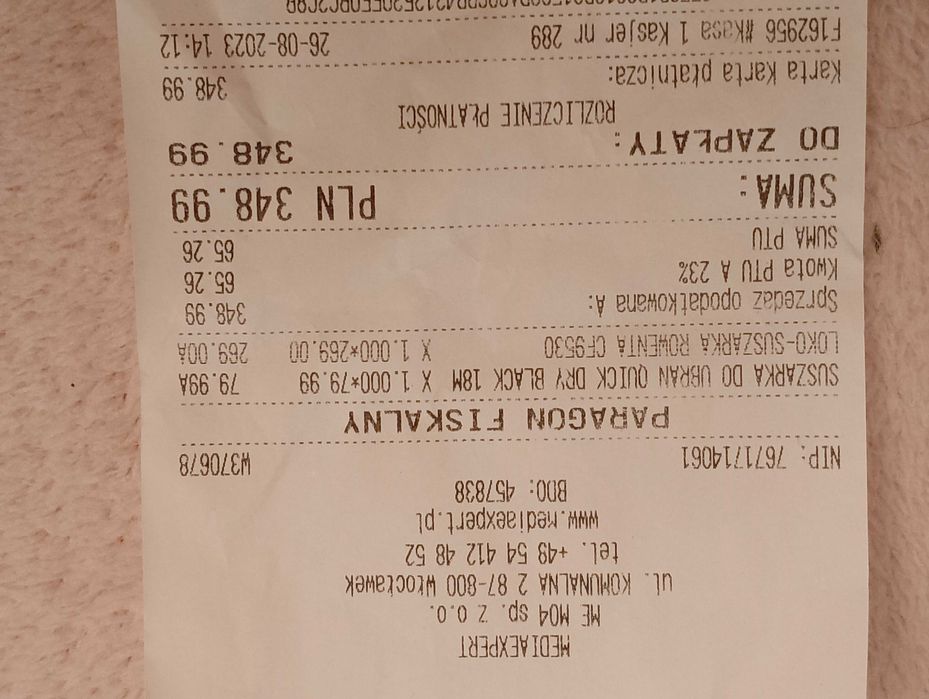 MEDIAEXPERT
ME M04 sp. z o.o.
ul. KOMUNALNA 2 87-800 Włocławek
tel. +48 54 412 48 52
www.mediaexpert.pl
BDO: 457838
NIP: 7671714061 W370678
PARAGON FISKALNY
SUSZARKA DO UBRAN QUICK DRY BLACK 18M X 1.000*79.99 79.99A
LOKO-SUSZARKA ROWENTA CF9530 X 1.000*269.00 269.00A
Sprzedaż opodatkowana A: 348.99
Kwota PTU A 23% 65.26
SUMA PTU 65.26
SUMA: PLN 348.99
DO ZAPŁATY: 348.99
ROZLICZENIE PŁATNOŚCI
Karta Karta płatnicza: 348.99
F162956 #Kasa 1 Kasjer nr 289 26-08-2023 14:12